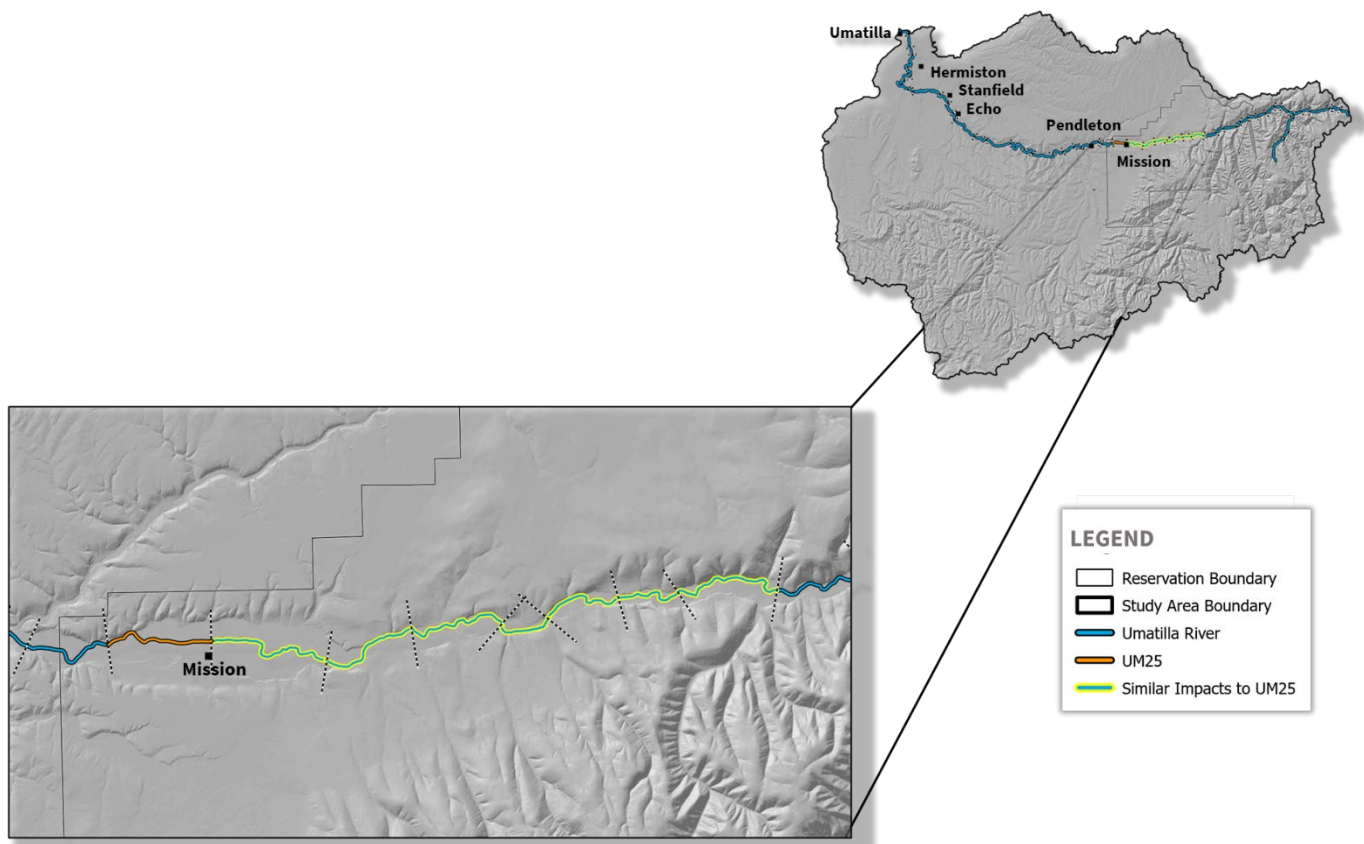 Umatilla
Hermiston
Stanfield
Echo
Pendleton
Mission
Mission
LEGEND
Reservation Boundary
Study Area Boundary
Umatilla River
UM25
Similar Impacts to UM25